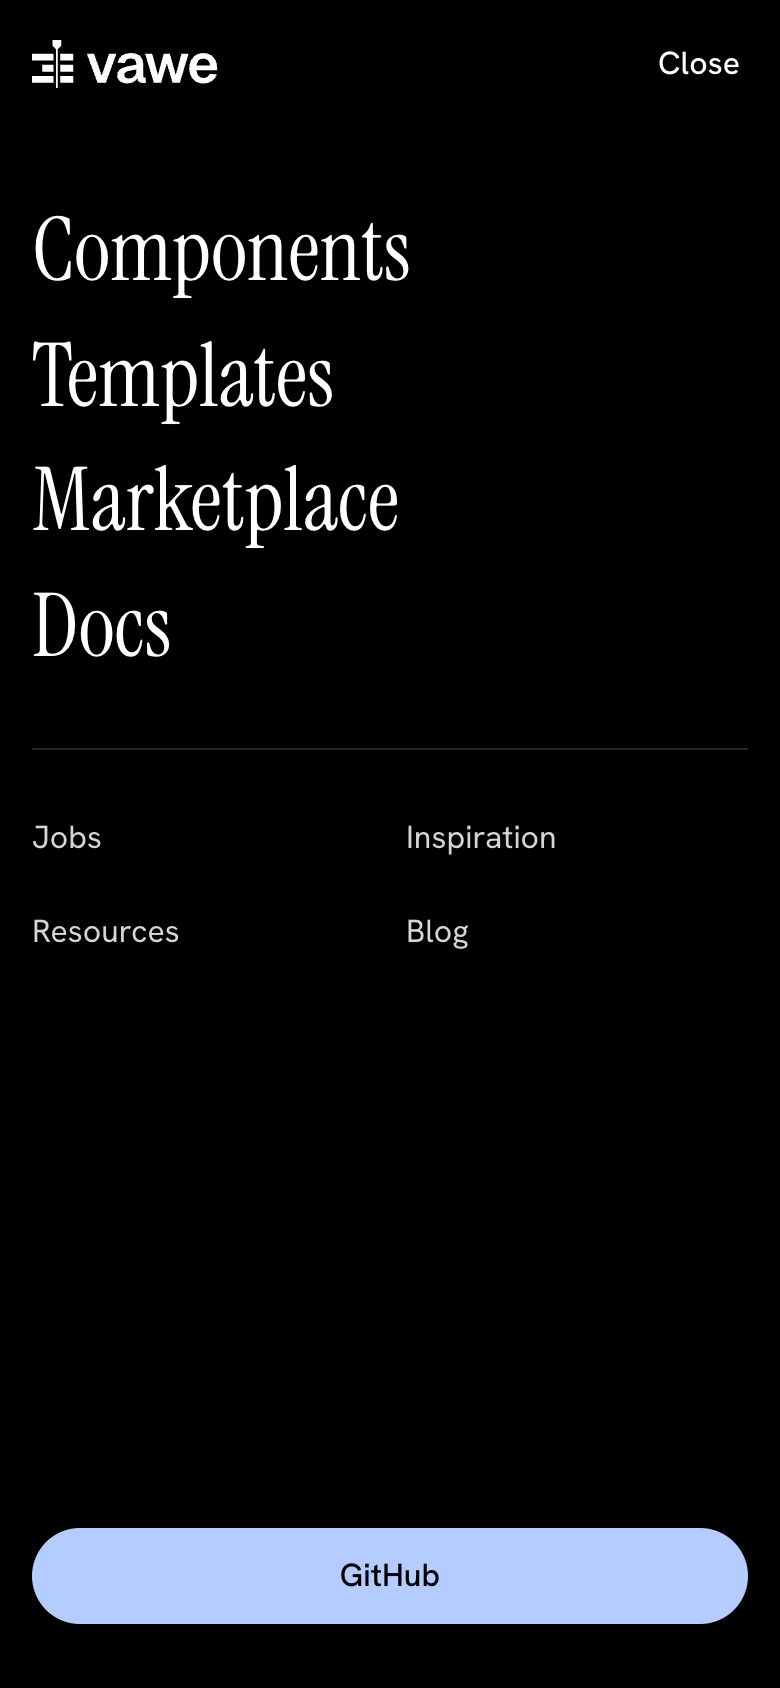 vawe
Close
Components
Templates
Marketplace
Docs
Jobs
Inspiration
Resources
Blog
GitHub